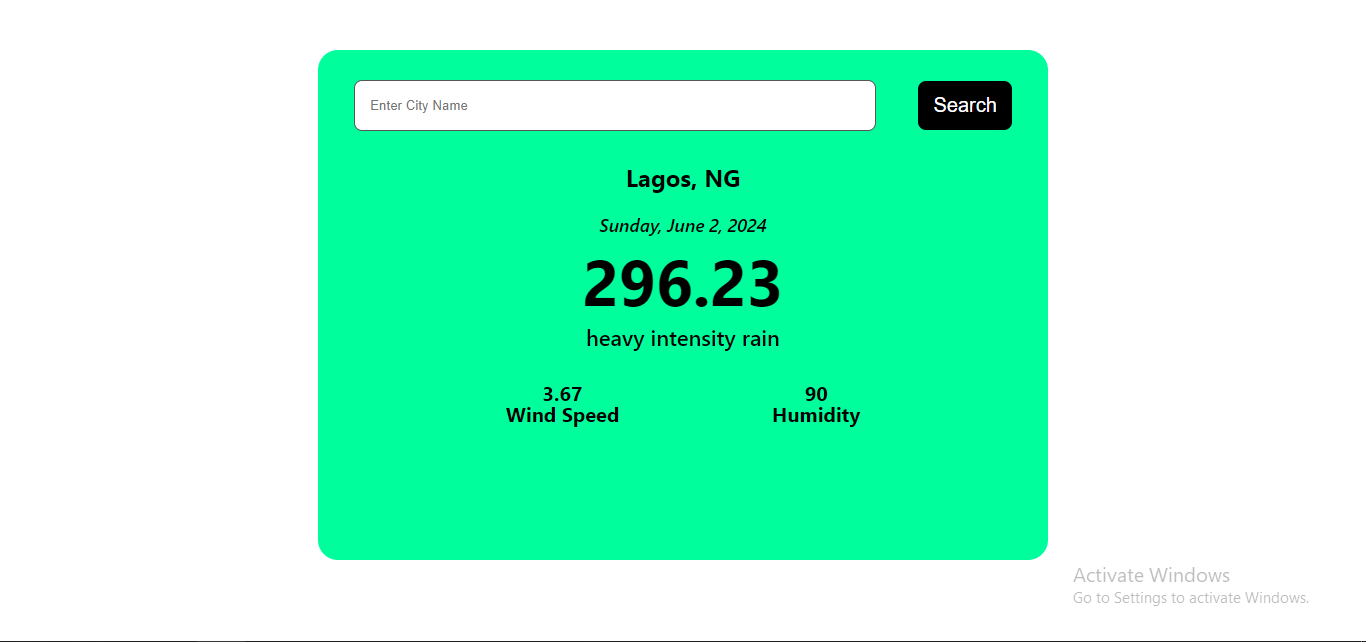 Enter City Name
Search
Lagos, NG
Sunday, June 2, 2024
296.23
heavy intensity rain
3.67
Wind Speed
90
Humidity
Activate Windows
Go to Settings to activate Windows.